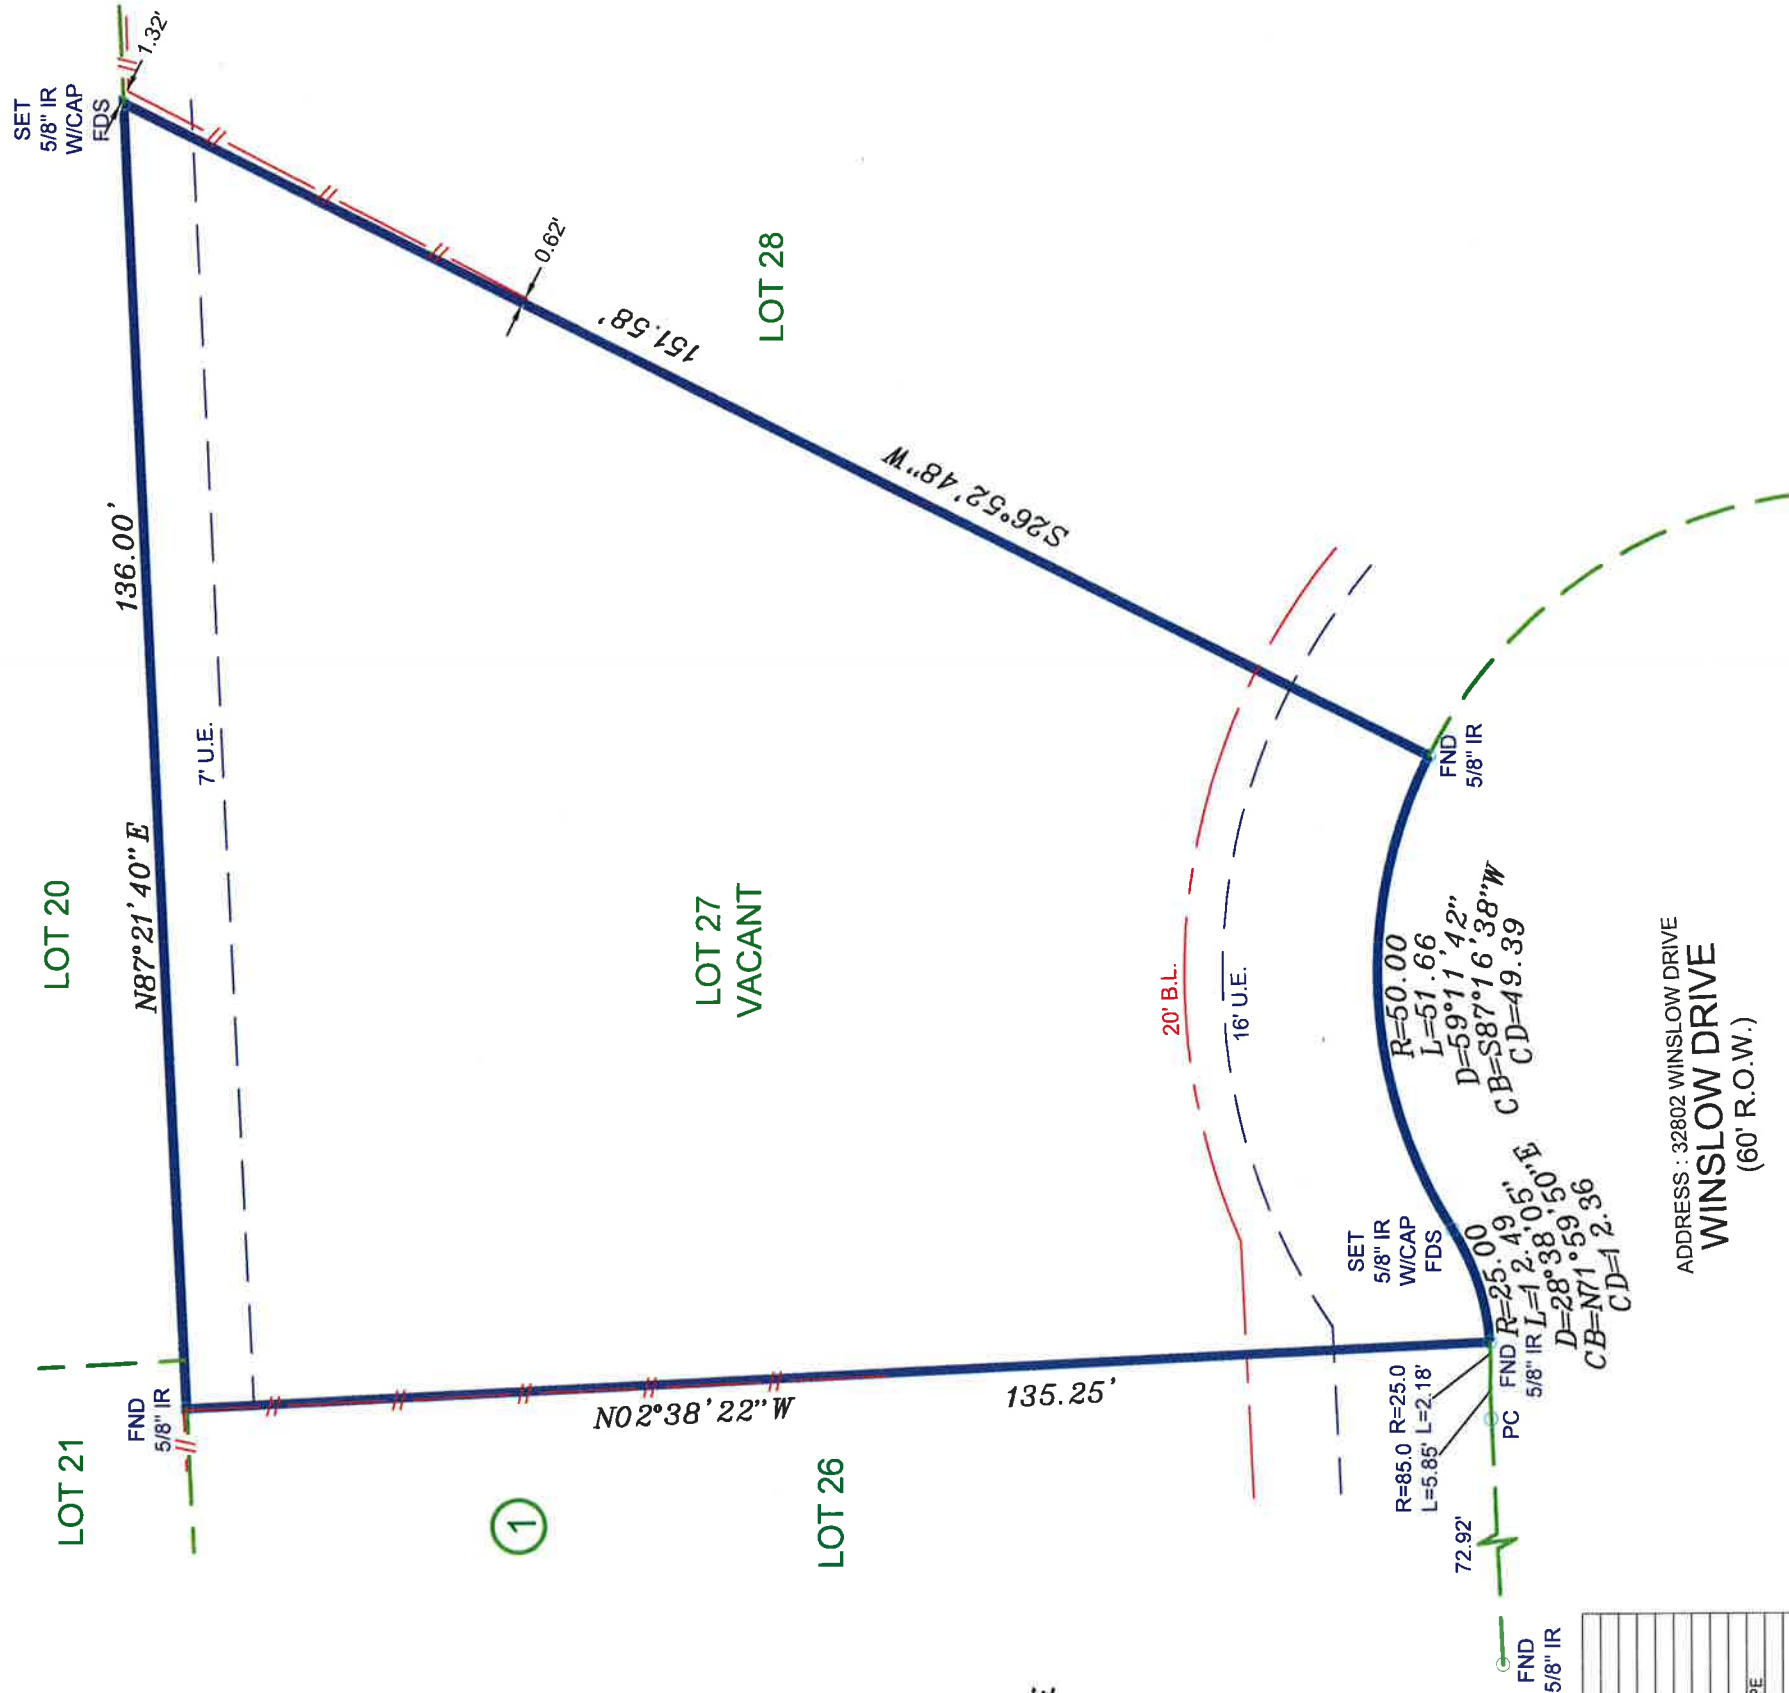 SET
5/8" IR
W/CAP
FDS
1.32'
136.00'
N87°21'40"E
LOT 20
7' U.E.
0.62'
151.58'
LOT 28
S26°52'48"W
LOT 27
VACANT
LOT 21
FND
5/8" IR
1
N02°38'22"W
135.25'
LOT 26
20' B.L.
16' U.E.
FND
5/8" IR
R=50.00
L=51.66
D=59°11'42"
CB=S87°16'38"W
CD=49.39
SET
5/8" IR
W/CAP
FDS
R=25.00
L=12.49
D=28°38'05"
CB=N71°59'50"E
CD=12.36
FND
5/8" IR
R=85.0
L=5.85'
R=25.0
L=2.18'
PC
72.92'
FND
5/8" IR
ADDRESS : 32802 WINSLOW DRIVE
WINSLOW DRIVE
(60' R.O.W.)